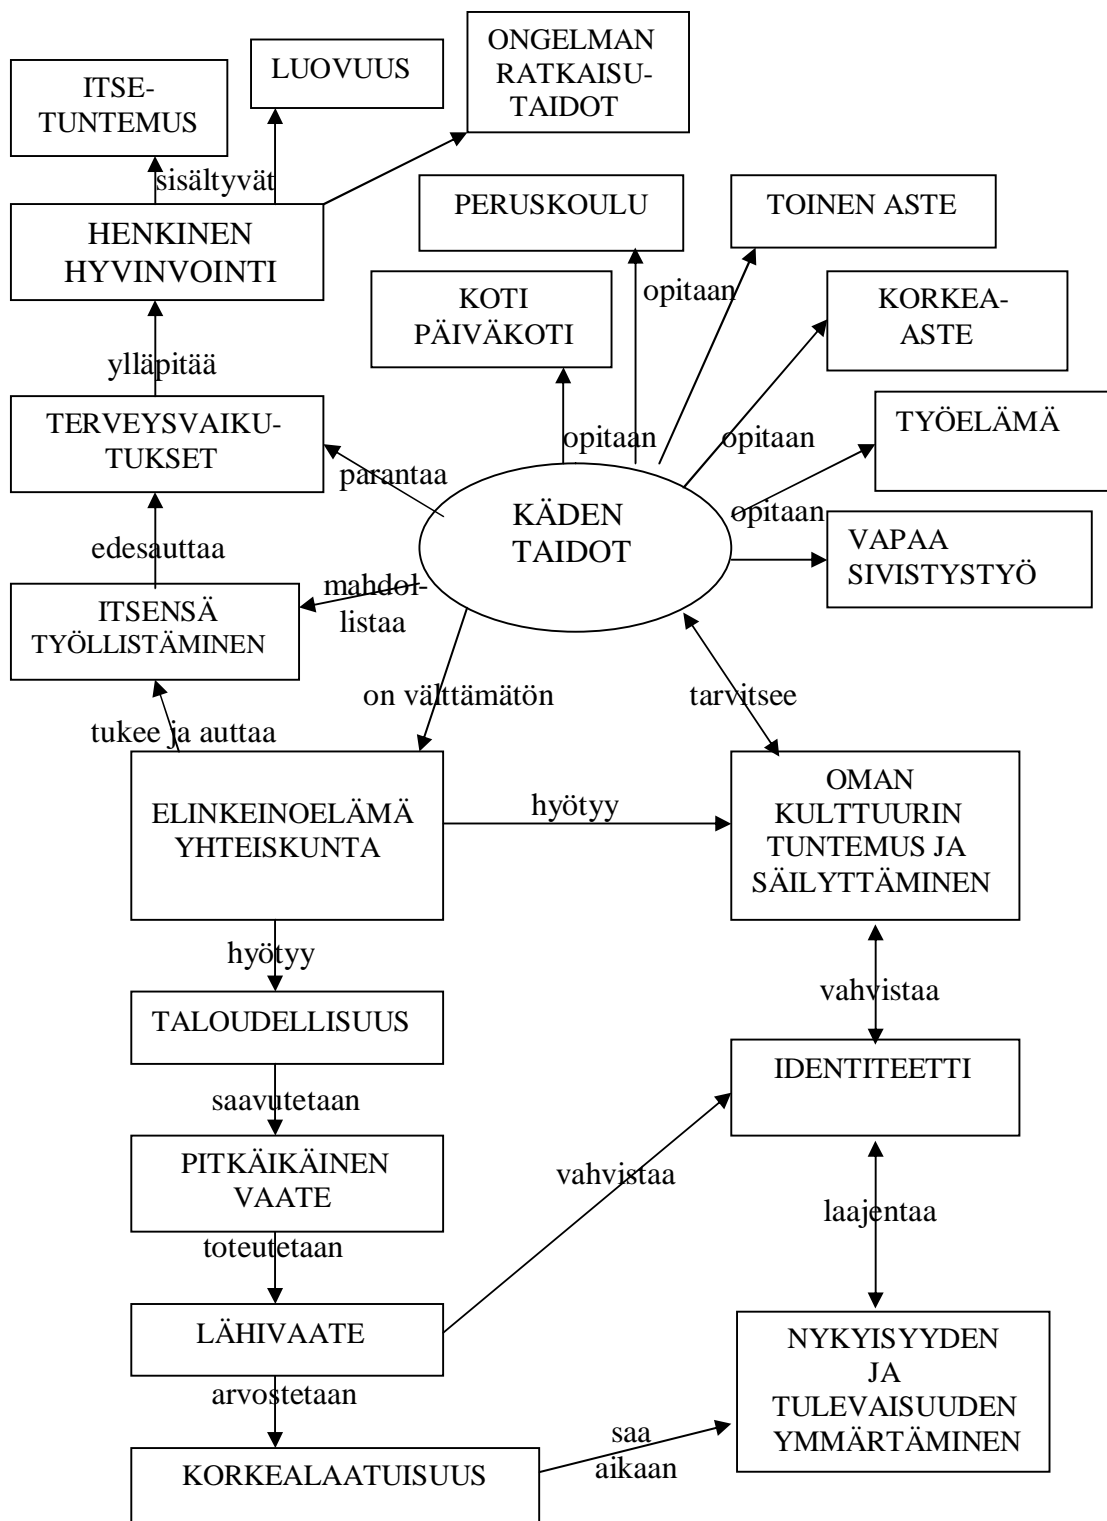 ONGELMAN
RATKAISU-
TAIDOT
LUOVUUS
ITSE-
TUNTEMUS
sisältyvät
PERUSKOULU
TOINEN ASTE
HENKINEN
HYVINVOINTI
opitaan
KOTI
PÄIVÄKOTI
KORKEA-
ASTE
ylläpitää
TERVEYSVAIKU-
TUKSET
TYÖELÄMÄ
opitaan
opitaan
parantaa
KÄDEN
TAIDOT
opitaan
edesauttaa
VAPAA
SIVISTYSTYÖ
mahdol-
listaa
ITSENSÄ
TYÖLLISTÄMINEN
on välttämätön
tarvitsee
tukee ja auttaa
ELINKEINOELÄMÄ
YHTEISKUNTA
hyötyy
OMAN
KULTTUURIN
TUNTEMUS JA
SÄILYTTÄMINEN
hyötyy
vahvistaa
TALOUDELLISUUS
IDENTITEETTI
saavutetaan
PITKÄIKÄINEN
VAATE
vahvistaa
laajentaa
toteutetaan
LÄHIVAATE
NYKYISYYDEN
JA
TULEVAISUUDEN
YMMÄRTÄMINEN
arvostetaan
saa
aikaan
KORKEALAATUISUUS